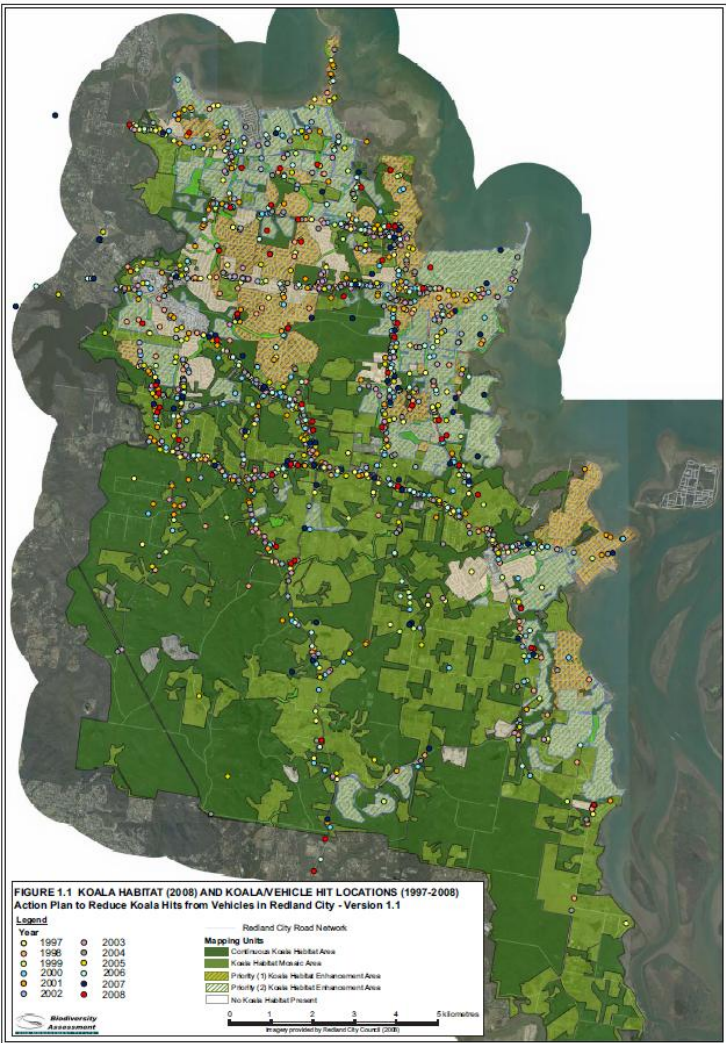 FIGURE 1.1 KOALA HABITAT (2008) AND KOALA/VEHICLE HIT LOCATIONS (1997-2008)
Action Plan to Reduce Koala Hits from Vehicles in Redland City - Version 1.1
Legend
Year
1997
1998
1999
2000
2001
2002
2003
2004
2005
2006
2007
2008
Redland City Road Network
Mapping Units
Continuous Koala Habitat Area
Koala Habitat Mosaic Area
Priority (1) Koala Habitat Enhancement Area
Priority (2) Koala Habitat Enhancement Area
No Koala Habitat Present
Biodiversity
Assessment
0 1 2 3 4 5 kilometres
Imagery provided by Redland City Council (2008)